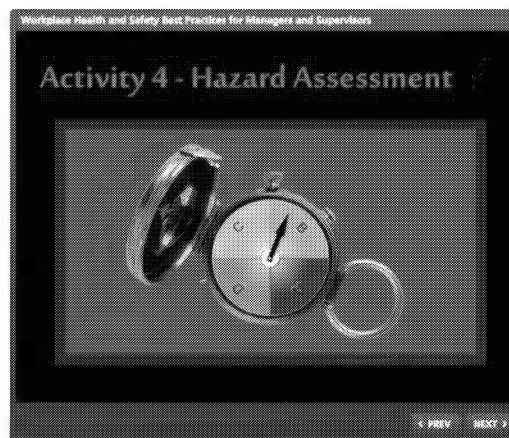 Workplace Health and Safety Best Practices for Managers and Supervisors
Activity 4 - Hazard Assessment
C B
D A
< PREV NEXT >